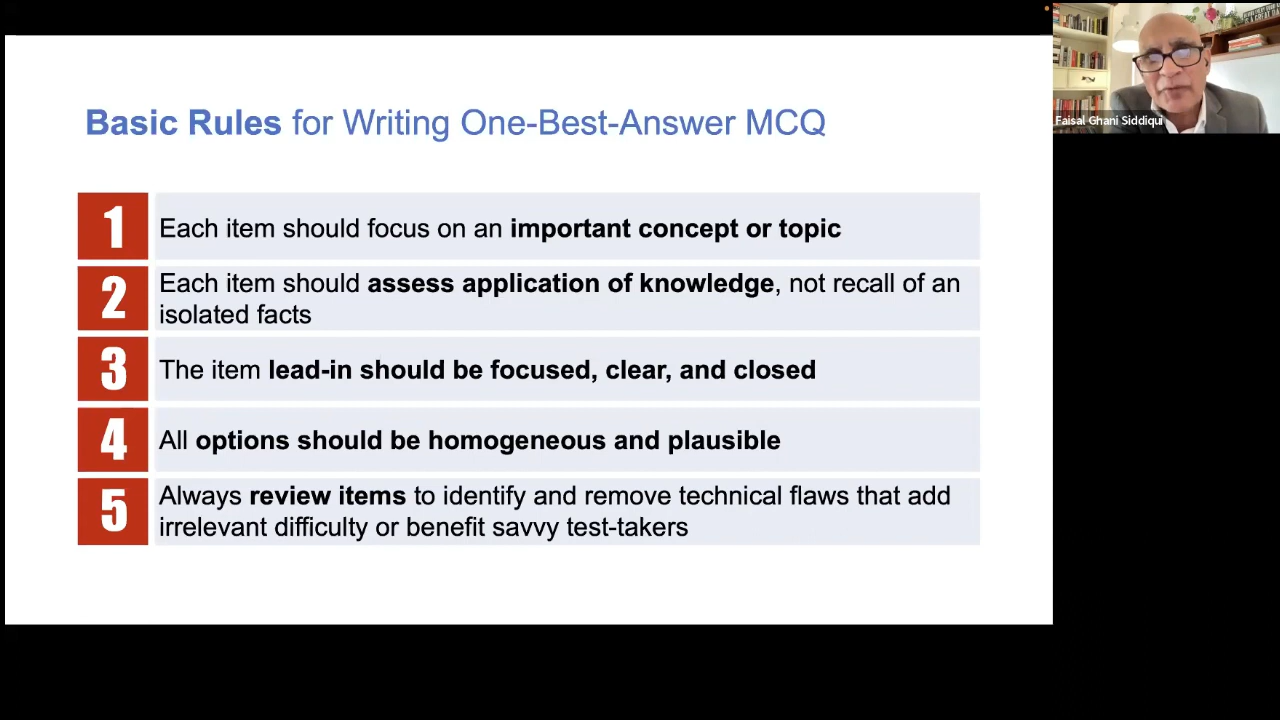 Basic Rules for Writing One-Best-Answer MCQ
1 Each item should focus on an important concept or topic
2 Each item should assess application of knowledge, not recall of an
isolated facts
3 The item lead-in should be focused, clear, and closed
4 All options should be homogeneous and plausible
5 Always review items to identify and remove technical flaws that add
irrelevant difficulty or benefit savvy test-takers
Faisal Ghani Siddiqui